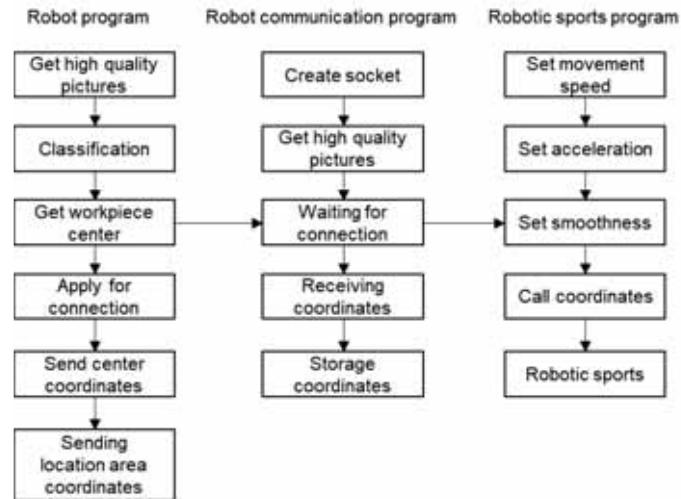 Robot program
Get high quality
pictures
Classification
Get workpiece
center
Apply for
connection
Send center
coordinates
Sending
location area
coordinates
Robot communication program
Create socket
Get high quality
pictures
Waiting for
connection
Receiving
coordinates
Storage
coordinates
Robotic sports program
Set movement
speed
Set acceleration
Set smoothness
Call coordinates
Robotic sports